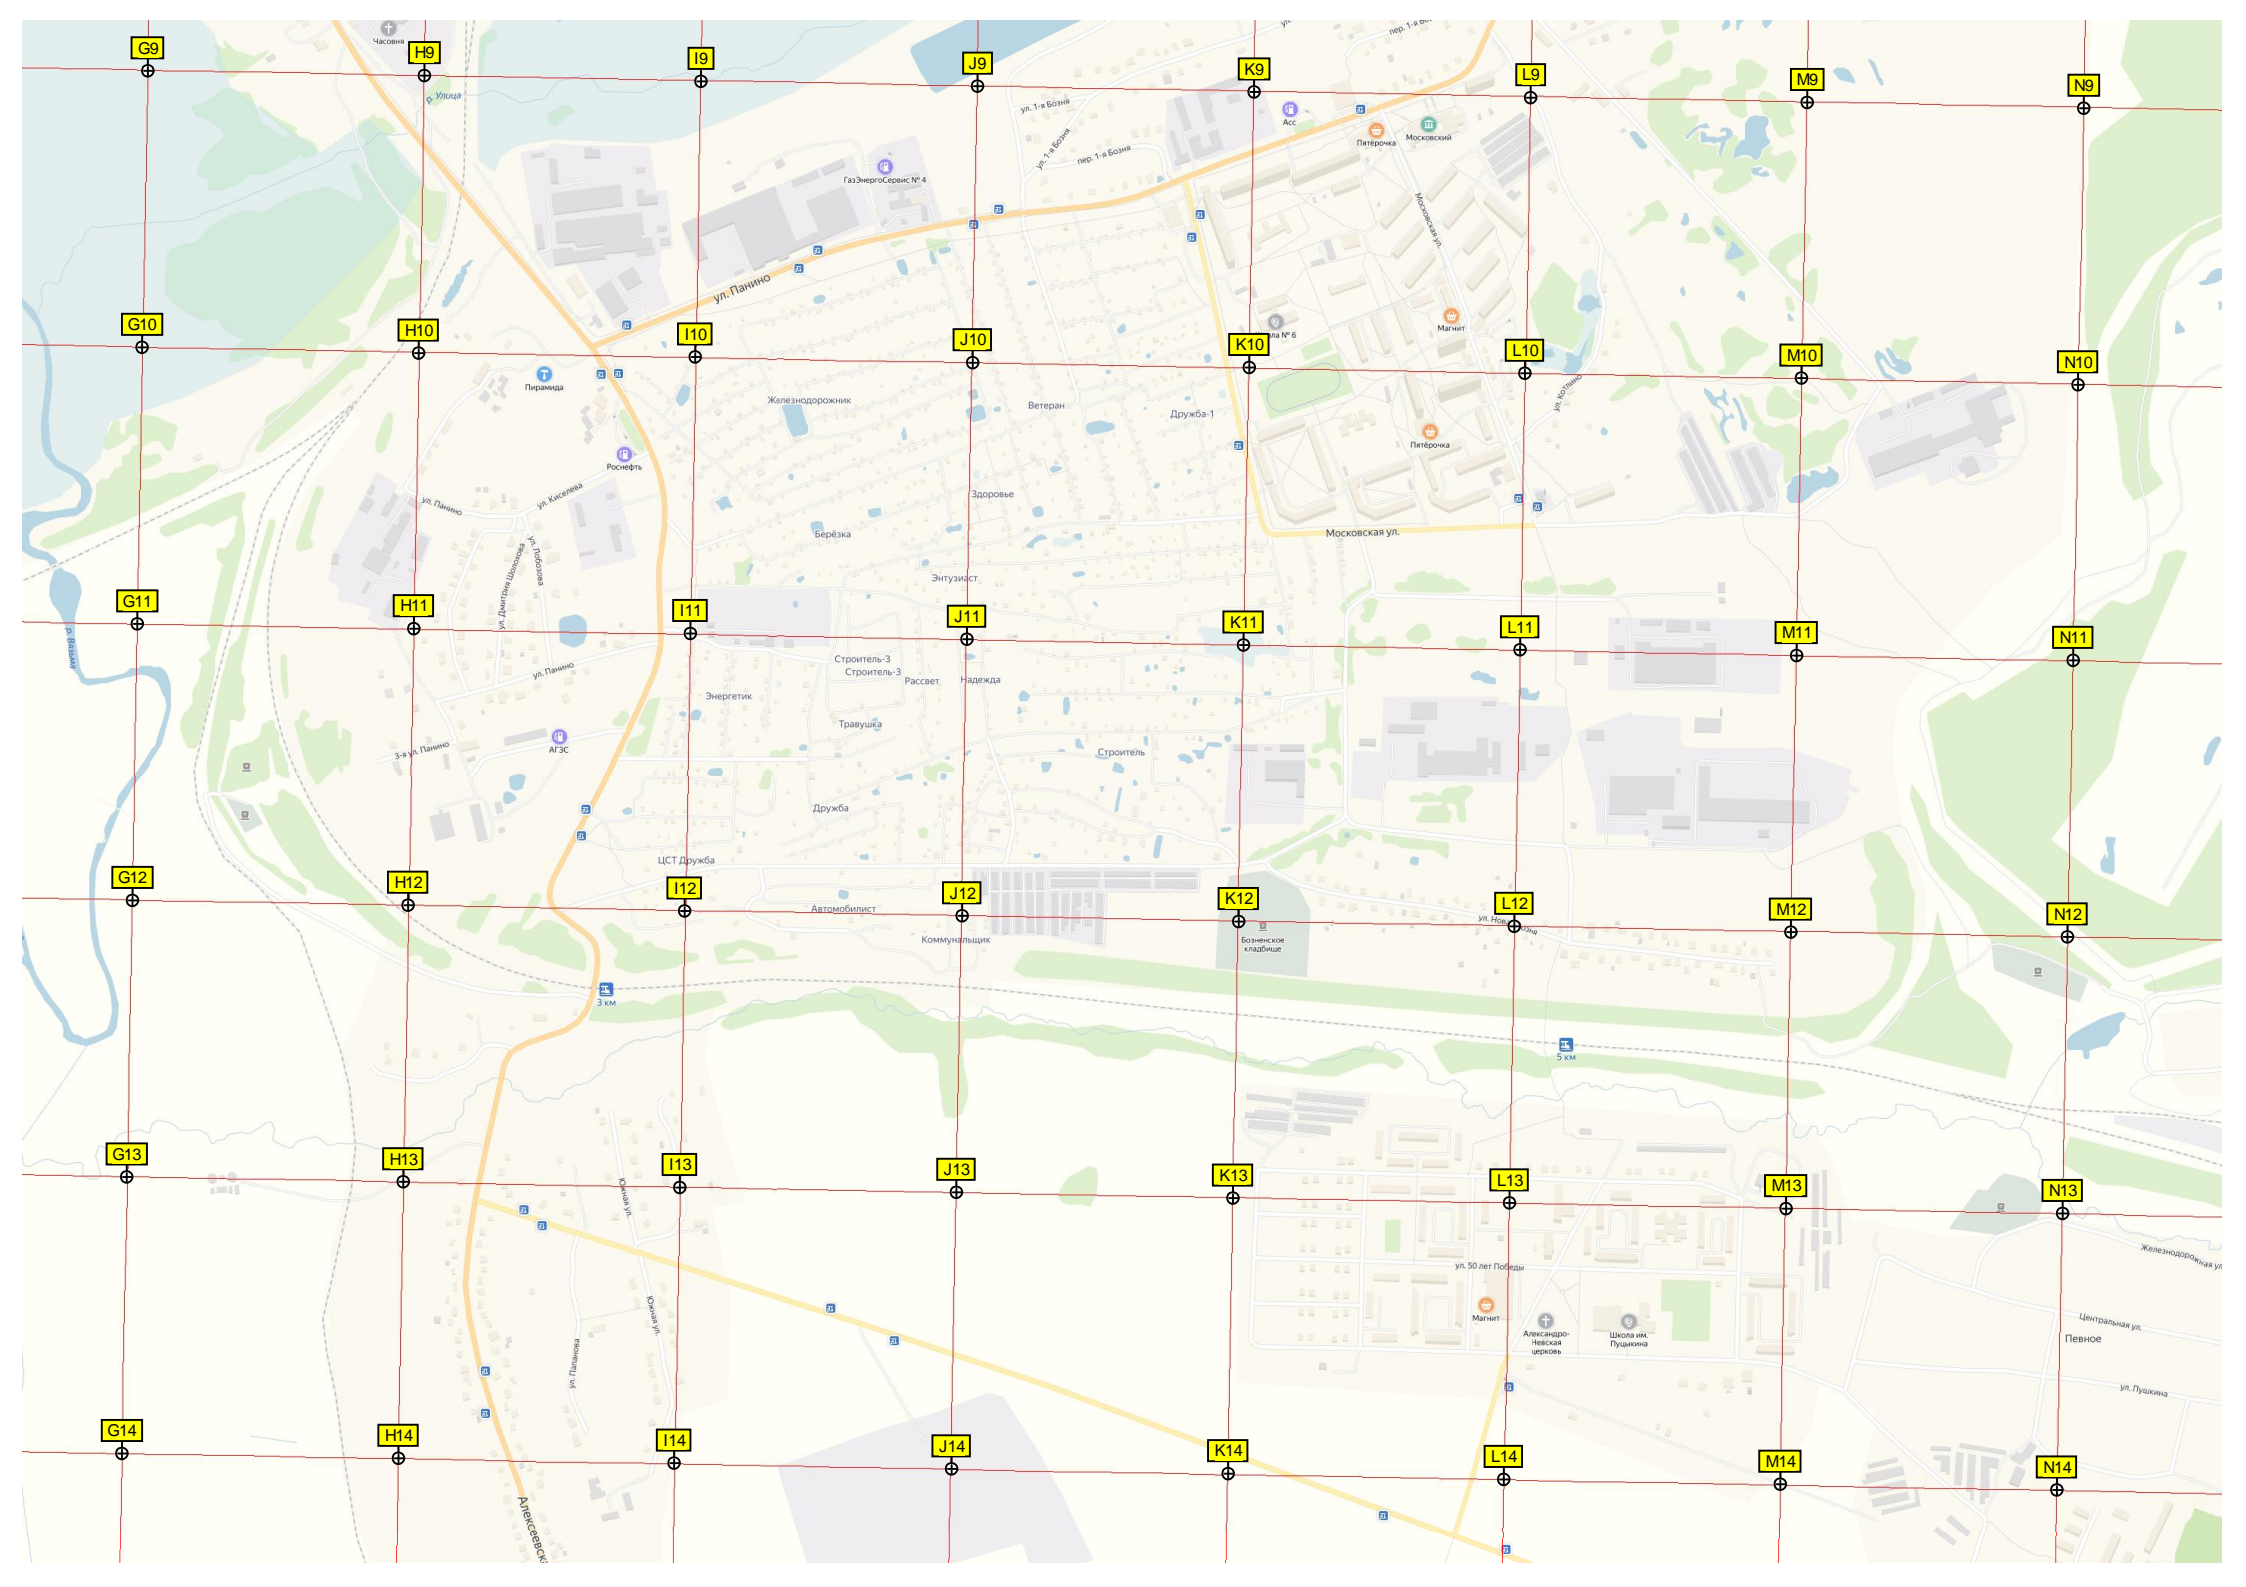 Часовня
G9
H9
I9
J9
K9
L9
M9
N9
Улица
пер. 1-я
ул. 1-я Бозня
ул. 1-я Бозня
пер. 1-я Бозня
Асс
Пятёрочка
Московский
ГазЭнергоСервис № 4
Московская ул.
ул. Панино
G10
H10
I10
J10
K10
№ 6
Магнит
L10
M10
N10
Пирамида
Железнодорожник
Ветеран
Дружба-1
ул. Котлино
Пятёрочка
Роснефть
ул. Панино
ул. Киселева
Здоровье
Берёзка
Московская ул.
ул. Дмитрия Шолохова
ул. Лобозова
Энтузиаст
G11
H11
I11
J11
K11
L11
M11
N11
р. Вязьма
ул. Панино
Строитель-3
Строитель-3
Рассвет
Надежда
Энергетик
Травушка
3-я ул. Панино
АГЗС
Строитель
Дружба
ЦСТ Дружба
G12
H12
I12
J12
K12
L12
M12
N12
Автомобилист
Коммунальщик
Бозненское
кладбище
3 км
5 км
G13
H13
I13
J13
K13
L13
M13
N13
Южная ул.
Железнодорожная ул
ул. 50 лет Победы
Магнит
Александро-
Невская
церковь
Школа им.
Пуцыкина
Центральная ул.
Певное
Южная ул.
ул. Папанова
ул. Пушкина
G14
H14
I14
J14
K14
L14
M14
N14